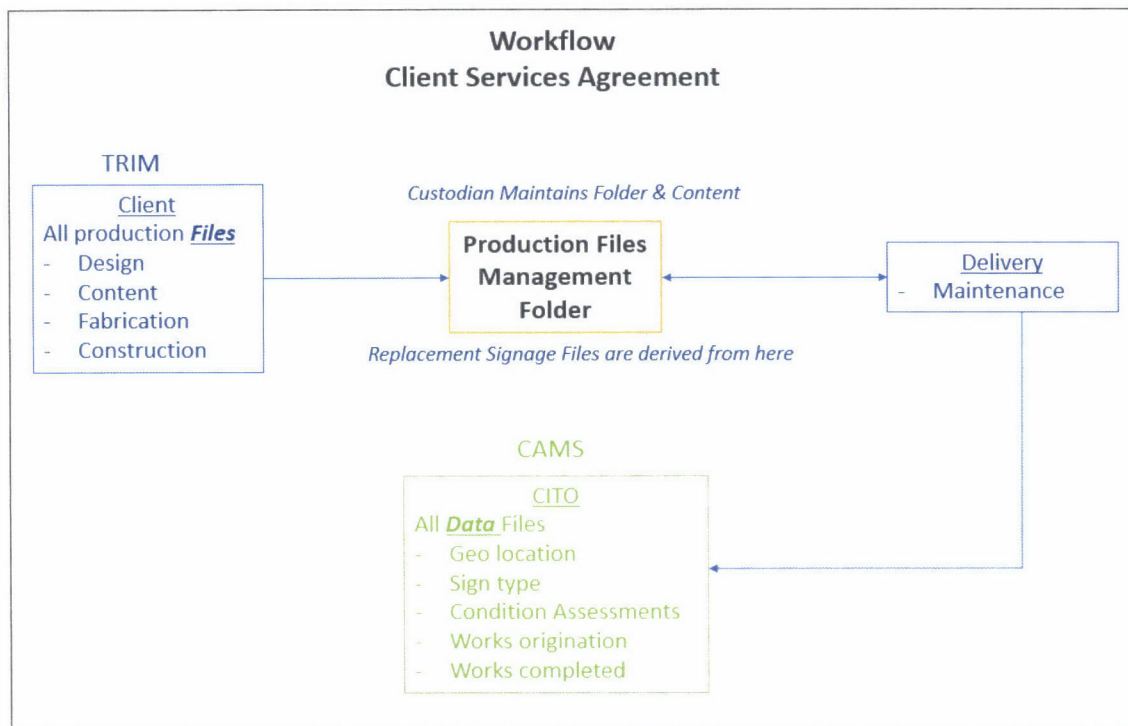 Workflow
Client Services Agreement
TRIM
Client
All production Files
- Design
- Content
- Fabrication
- Construction
Custodian Maintains Folder & Content
Production Files
Management
Folder
Replacement Signage Files are derived from here
Delivery
- Maintenance
CAMS
CITO
All Data Files
- Geo location
- Sign type
- Condition Assessments
- Works origination
- Works completed